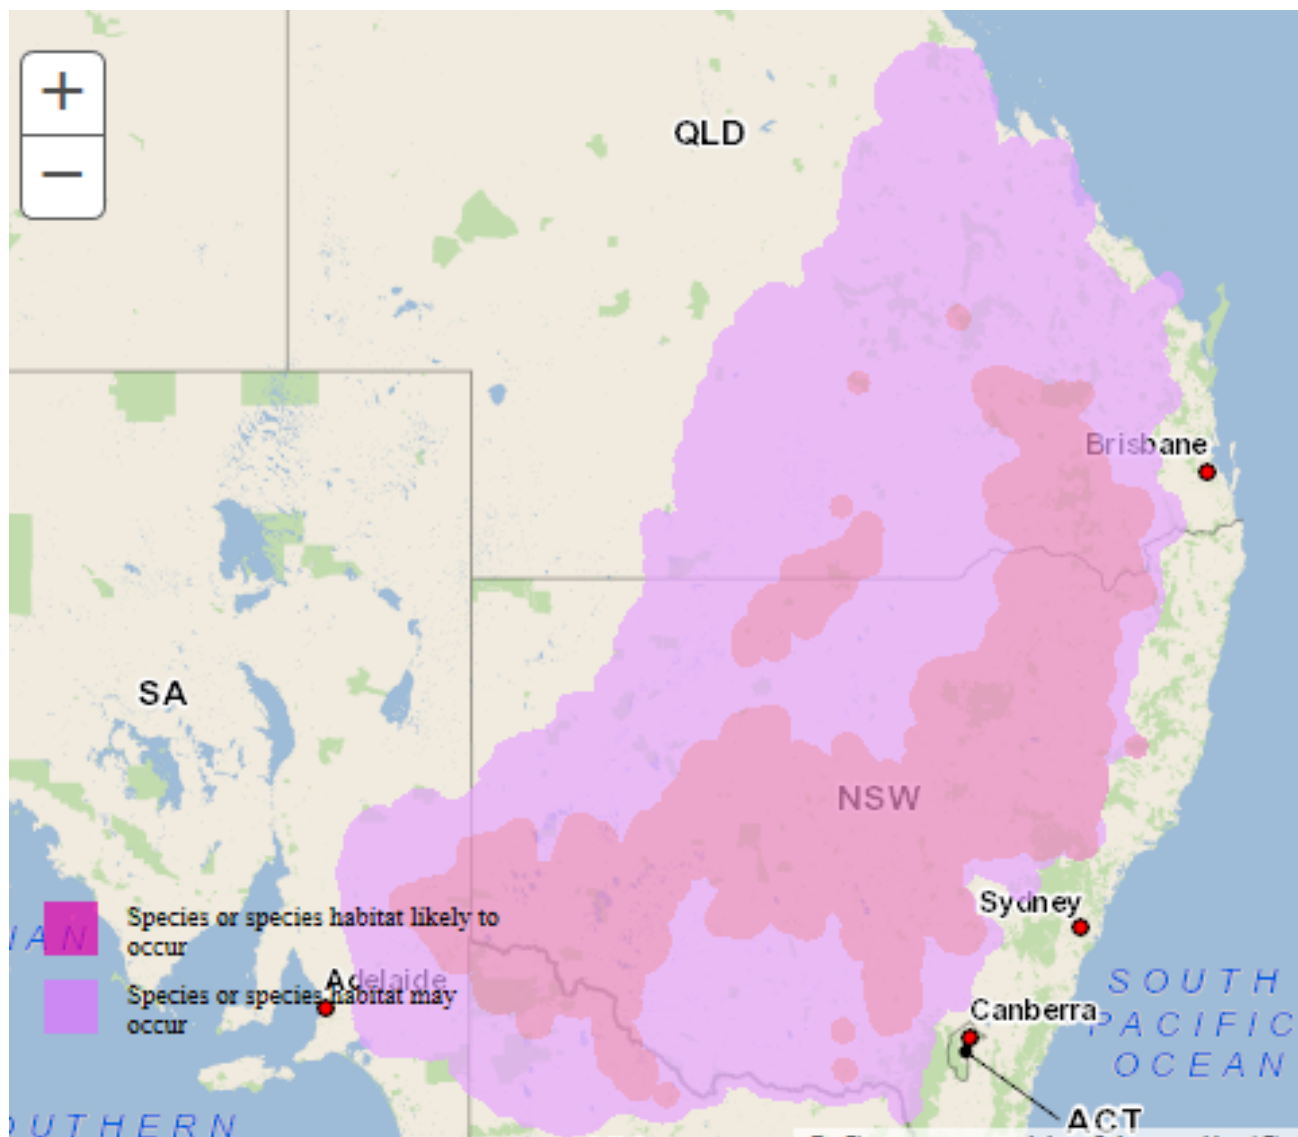 +
−
QLD
Brisbane
SA
NSW
Sydney
Species or species habitat likely to
occur
AN
Adelaide
Species or species habitat may
occur
Canberra
SOUTH
PACIFIC
OCEAN
OUTHERN
ACT